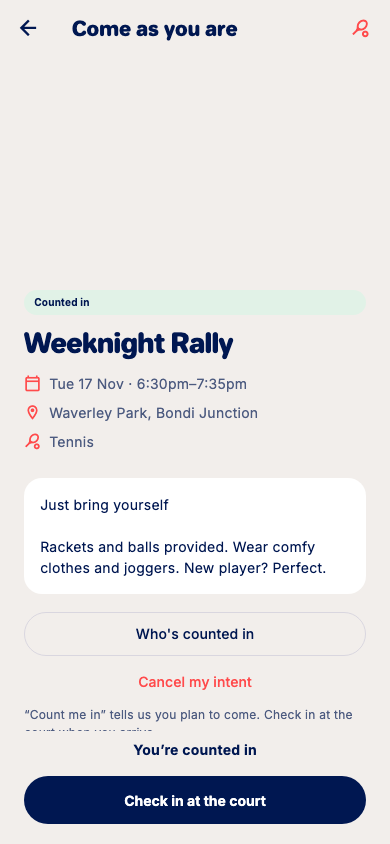 Come as you are
Counted in
Weeknight Rally
Tue 17 Nov · 6:30pm–7:35pm
Waverley Park, Bondi Junction
Tennis
Just bring yourself
Rackets and balls provided. Wear comfy
clothes and joggers. New player? Perfect.
Who's counted in
Cancel my intent
“Count me in” tells us you plan to come. Check in at the
court when you arrive
You’re counted in
Check in at the court